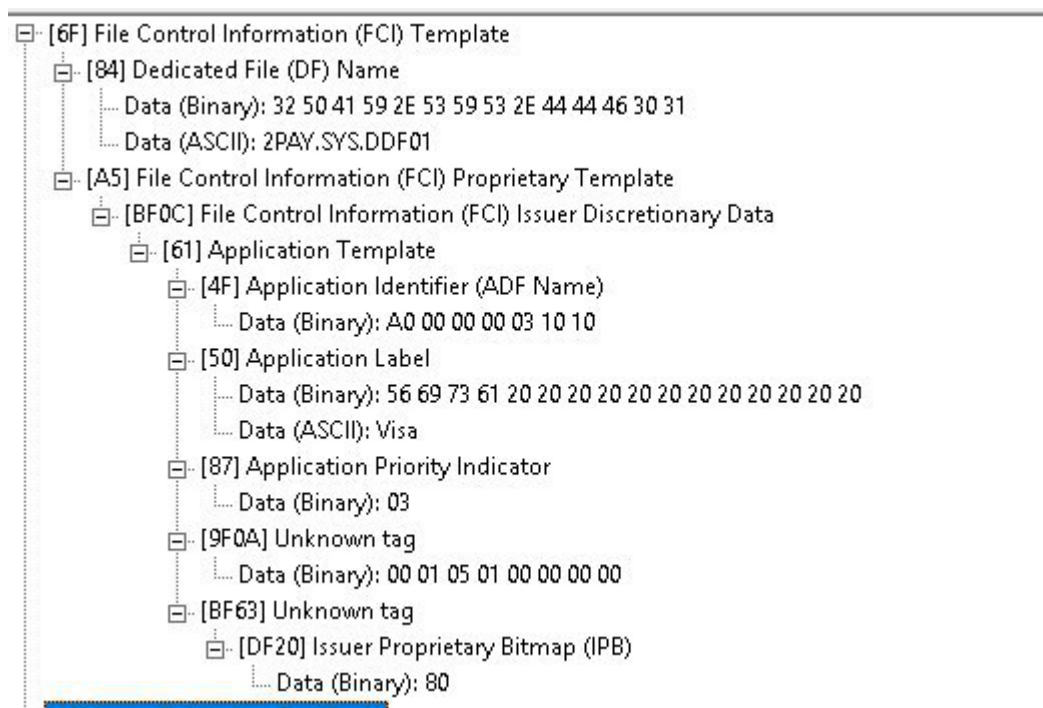 [6F] File Control Information (FCI) Template
[84] Dedicated File (DF) Name
Data (Binary): 32 50 41 59 2E 53 59 53 2E 44 44 46 30 31
Data (ASCII): 2PAY.SYS.DDF01
[A5] File Control Information (FCI) Proprietary Template
[BF0C] File Control Information (FCI) Issuer Discretionary Data
[61] Application Template
[4F] Application Identifier (ADF Name)
Data (Binary): A0 00 00 00 03 10 10
[50] Application Label
Data (Binary): 56 69 73 61 20 20 20 20 20 20 20 20 20 20 20 20
Data (ASCII): Visa
[87] Application Priority Indicator
Data (Binary): 03
[9F0A] Unknown tag
Data (Binary): 00 01 05 01 00 00 00 00
[BF63] Unknown tag
[DF20] Issuer Proprietary Bitmap (IPB)
Data (Binary): 80